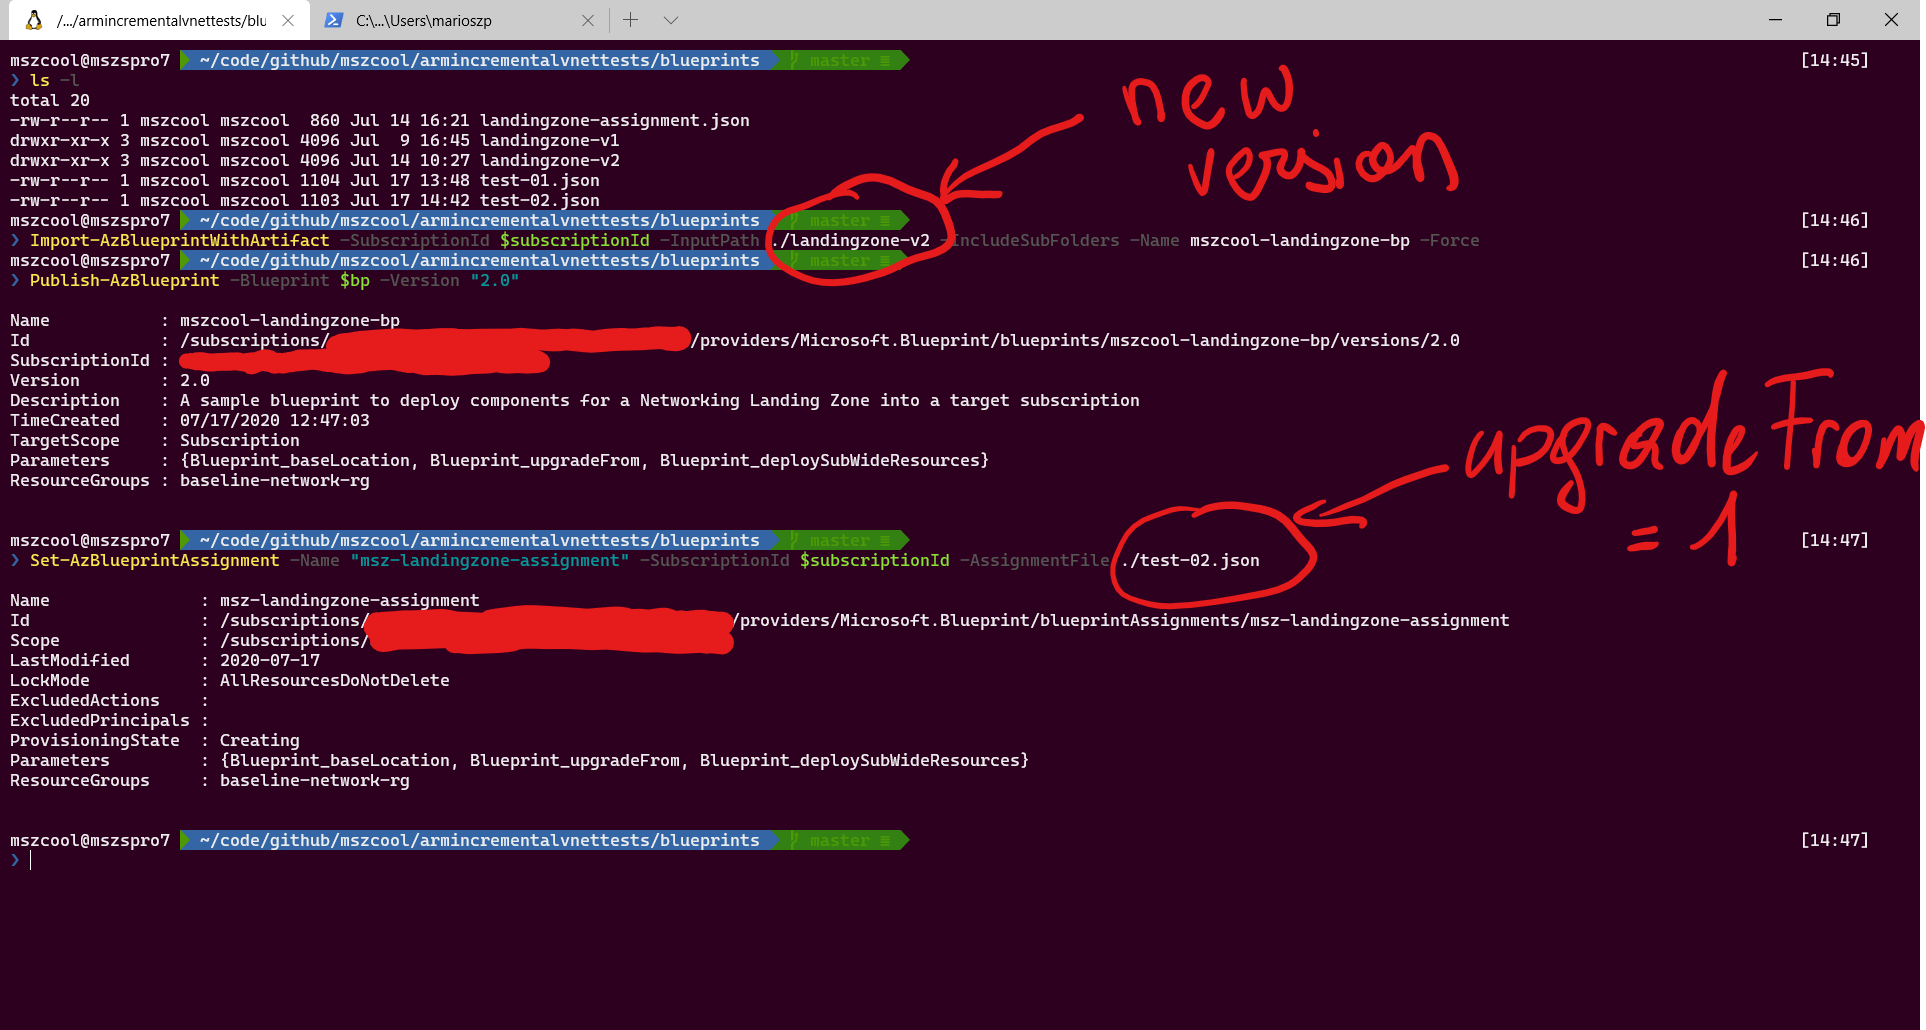 /.../armincrementalvnettests/blu
C:\...\Users\marioszp
mszcool@mszspro7 ~/code/github/mszcool/armincrementalvnettests/blueprints master ≡ [14:45]
❯ ls -l
total 20
-rw-r--r-- 1 mszcool mszcool  860 Jul 14 16:21 landingzone-assignment.json
drwxr-xr-x 3 mszcool mszcool 4096 Jul  9 16:45 landingzone-v1
drwxr-xr-x 3 mszcool mszcool 4096 Jul 14 10:27 landingzone-v2
-rw-r--r-- 1 mszcool mszcool 1104 Jul 17 13:48 test-01.json
-rw-r--r-- 1 mszcool mszcool 1103 Jul 17 14:42 test-02.json
new
version
mszcool@mszspro7 ~/code/github/mszcool/armincrementalvnettests/blueprints master ≡ [14:46]
❯ Import-AzBlueprintWithArtifact -SubscriptionId $subscriptionId -InputPath ./landingzone-v2 -IncludeSubFolders -Name mszcool-landingzone-bp -Force
mszcool@mszspro7 ~/code/github/mszcool/armincrementalvnettests/blueprints master ≡ [14:46]
❯ Publish-AzBlueprint -Blueprint $bp -Version "2.0"
Name           : mszcool-landingzone-bp
Id             : /subscriptions/ /providers/Microsoft.Blueprint/blueprints/mszcool-landingzone-bp/versions/2.0
SubscriptionId :
Version        : 2.0
Description    : A sample blueprint to deploy components for a Networking Landing Zone into a target subscription
TimeCreated    : 07/17/2020 12:47:03
TargetScope    : Subscription
Parameters     : {Blueprint_baseLocation, Blueprint_upgradeFrom, Blueprint_deploySubWideResources}
ResourceGroups : baseline-network-rg
upgradeFrom
= 1
mszcool@mszspro7 ~/code/github/mszcool/armincrementalvnettests/blueprints master ≡ [14:47]
❯ Set-AzBlueprintAssignment -Name "msz-landingzone-assignment" -SubscriptionId $subscriptionId -AssignmentFile ./test-02.json
Name               : msz-landingzone-assignment
Id                 : /subscriptions/ /providers/Microsoft.Blueprint/blueprintAssignments/msz-landingzone-assignment
Scope              : /subscriptions/
LastModified       : 2020-07-17
LockMode           : AllResourcesDoNotDelete
ExcludedActions    :
ExcludedPrincipals :
ProvisioningState  : Creating
Parameters         : {Blueprint_baseLocation, Blueprint_upgradeFrom, Blueprint_deploySubWideResources}
ResourceGroups     : baseline-network-rg
mszcool@mszspro7 ~/code/github/mszcool/armincrementalvnettests/blueprints master ≡ [14:47]
❯